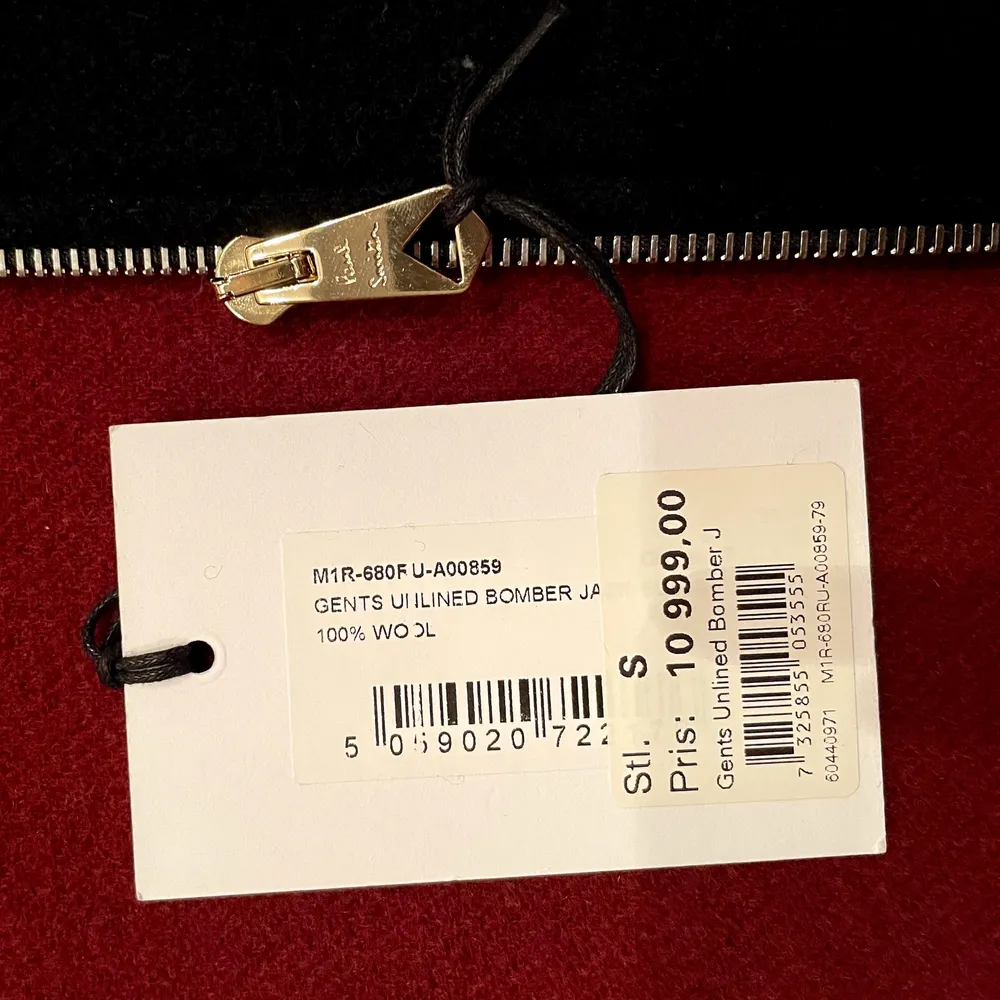 Paul
Smith
M1R-680RU-A00859
GENTS UNLINED BOMBER JA
100% WOOL
5 059020 722
Stl. S
Pris: 10 999,00
Gents Unlined Bomber J
7 325855 053555
60440971 M1R-680RU-A00859-79